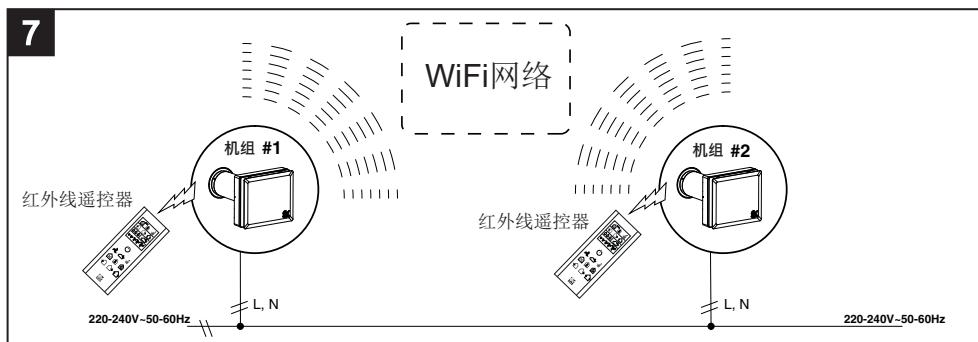 7
WiFi网络
机组 #1
机组 #2
红外线遥控器
红外线遥控器
L, N
L, N
220-240V~50-60Hz
220-240V~50-60Hz